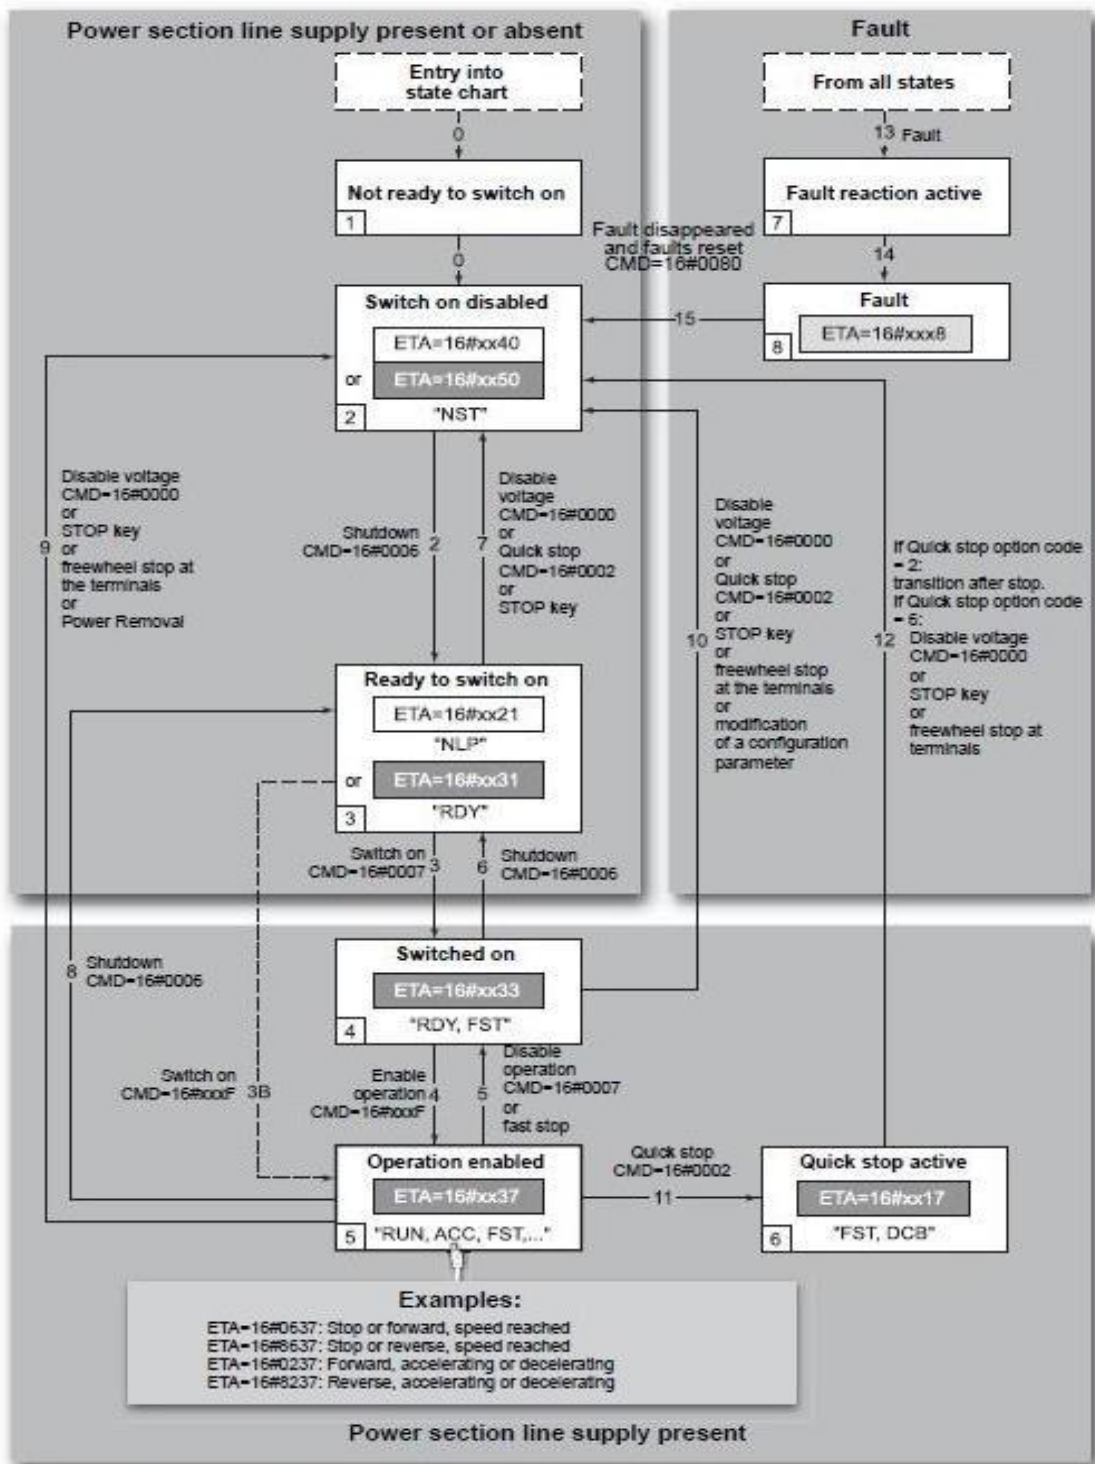 Power section line supply present or absent
Entry into
state chart
0
Not ready to switch on
1
0
Switch on disabled
ETA=16#xx40
or
ETA=16#xx50
2
"NST"
Fault
From all states
13 Fault
Fault reaction active
7
14
Fault disappeared
and faults reset
CMD=16#0080
15
Fault
ETA=16#xxx8
8
9
Disable voltage
CMD=16#0000
or
STOP key
or
freewheel stop at
the terminals
or
Power Removal
Shutdown
CMD=16#0006
2
7
Disable
voltage
CMD=16#0000
or
Quick stop
CMD=16#0002
or
STOP key
10
Disable
voltage
CMD=16#0000
or
Quick stop
CMD=16#0002
or
STOP key
or
freewheel stop
at the terminals
or
modification
of a configuration
parameter
12
If Quick stop option code
= 2:
transition after stop.
If Quick stop option code
= 6:
Disable voltage
CMD=16#0000
or
STOP key
or
freewheel stop at
terminals
Ready to switch on
ETA=16#xx21
"NLP"
or
ETA=16#xx31
"RDY"
3
Switch on
CMD=16#0007
3
6
Shutdown
CMD=16#0006
Switched on
ETA=16#xx33
"RDY, FST"
4
8
Shutdown
CMD=16#0006
Switch on
CMD=16#xxxF
3B
Enable
operation
CMD=16#xxxF
4
5
Disable
operation
CMD=16#0007
or
fast stop
Operation enabled
ETA=16#xx37
5
"RUN, ACC, FST,..."
Quick stop
CMD=16#0002
11
Quick stop active
ETA=16#xx17
6
"FST, DCB"
Examples:
ETA=16#0637: Stop or forward, speed reached
ETA=16#8637: Stop or reverse, speed reached
ETA=16#0237: Forward, accelerating or decelerating
ETA=16#8237: Reverse, accelerating or decelerating
Power section line supply present